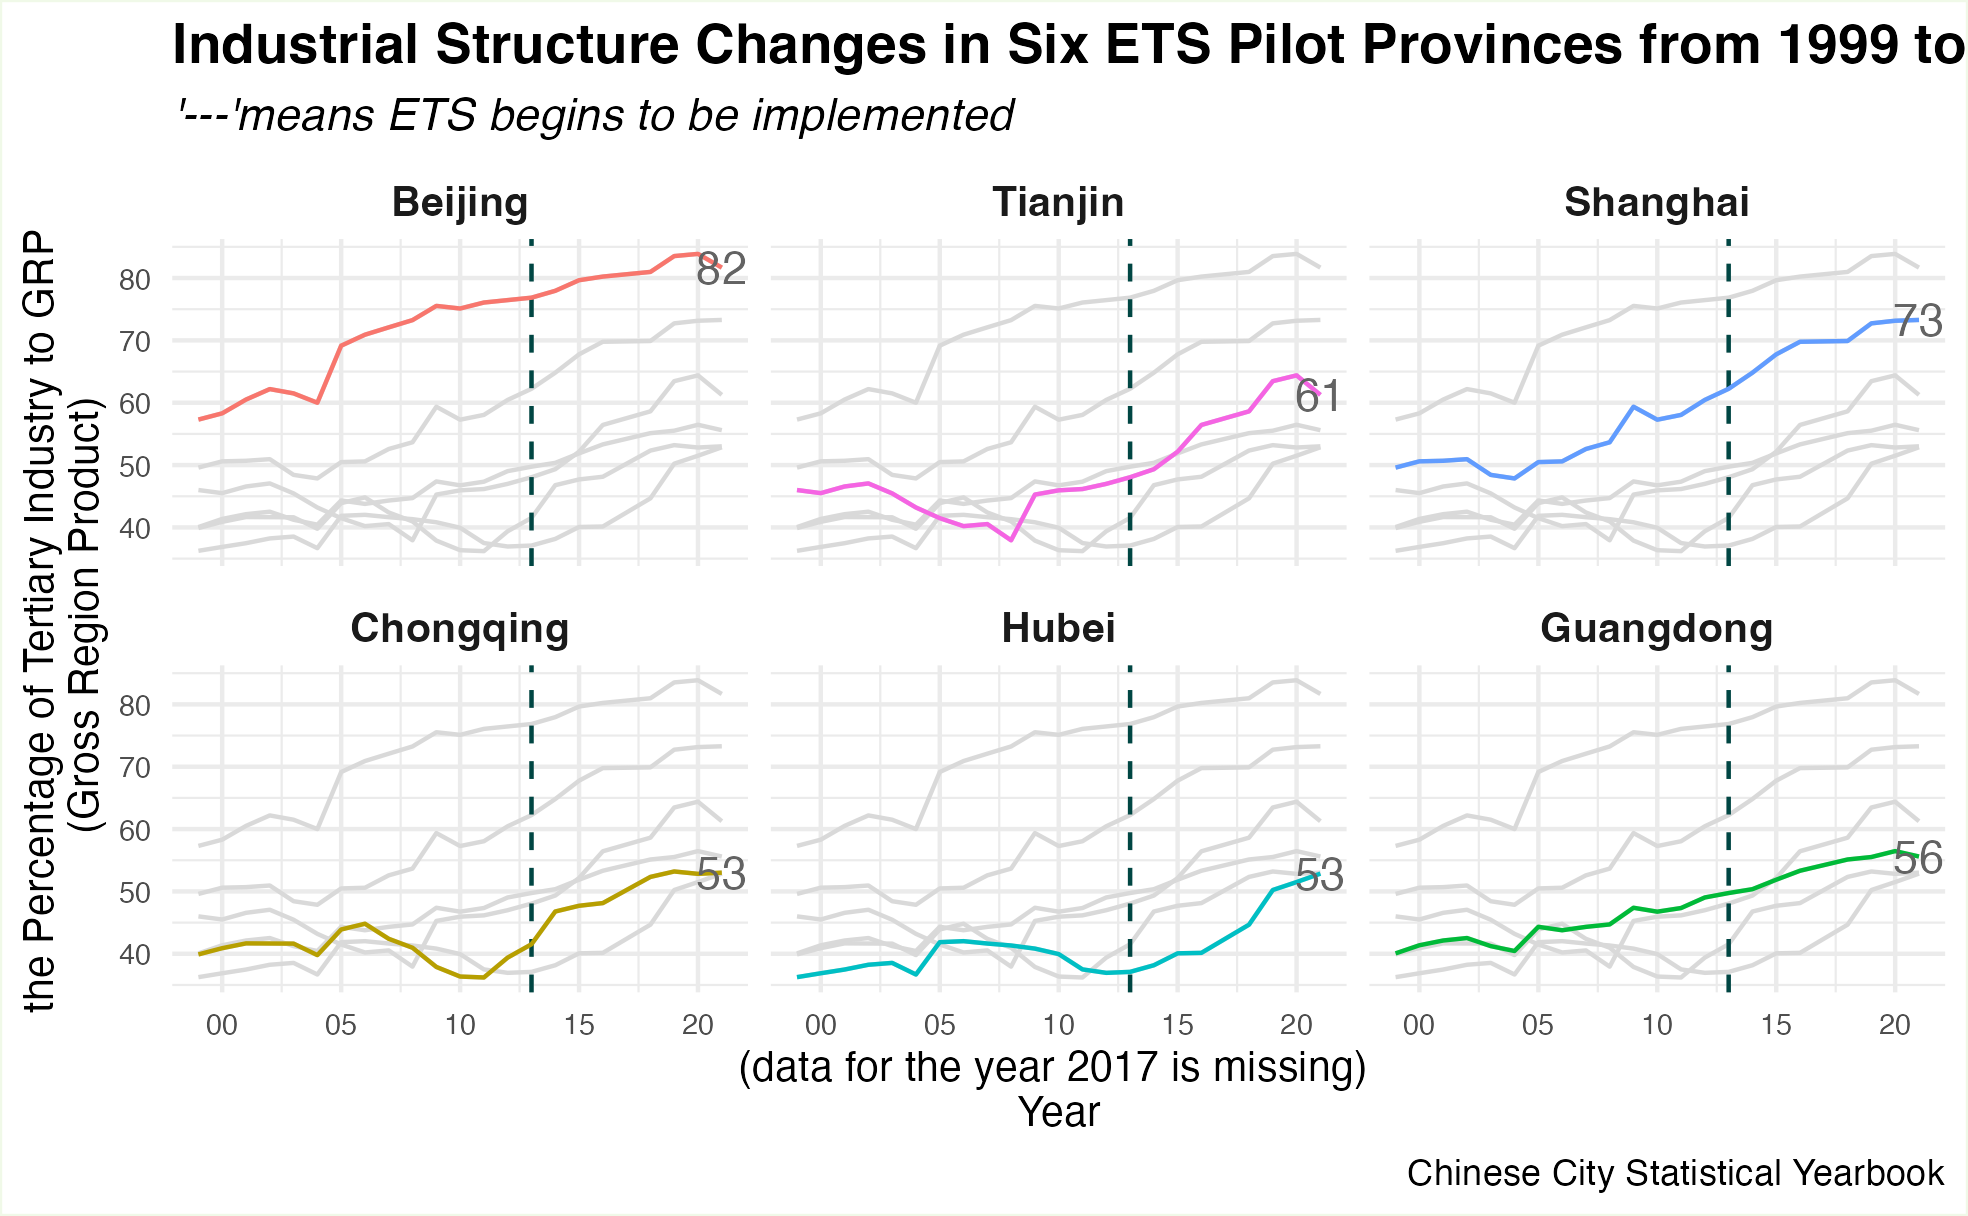 Industrial Structure Changes in Six ETS Pilot Provinces from 1999 to
'---'means ETS begins to be implemented
the Percentage of Tertiary Industry to GRP
(Gross Region Product)
Beijing
Tianjin
Shanghai
80
70
60
50
40
82
61
73
Chongqing
Hubei
Guangdong
80
70
60
50
40
53
53
56
00 05 10 15 20
00 05 10 15 20
00 05 10 15 20
(data for the year 2017 is missing)
Year
Chinese City Statistical Yearbook